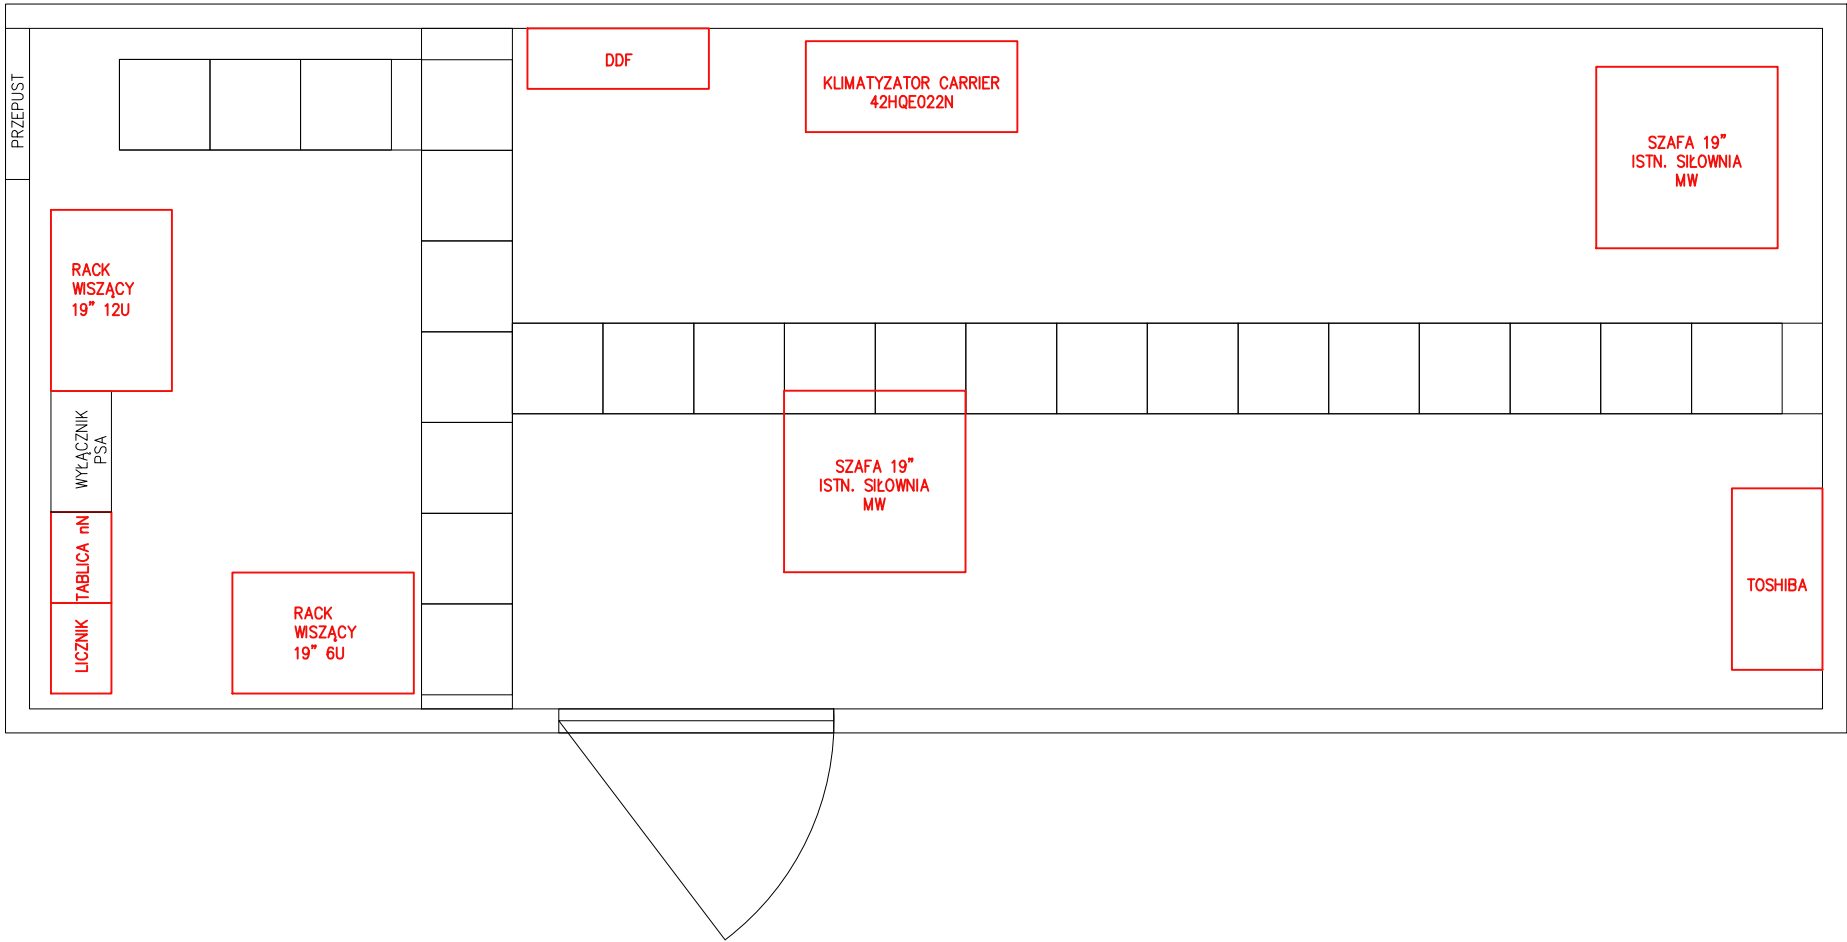 PRZEPUST
DDF
KLIMATYZATOR CARRIER
42HQE022N
SZAFA 19"
ISTN. SIŁOWNIA
MW
RACK
WISZĄCY
19" 12U
WYŁĄCZNIK
PSA
TABLICA nN
LICZNIK
RACK
WISZĄCY
19" 6U
SZAFA 19"
ISTN. SIŁOWNIA
MW
TOSHIBA